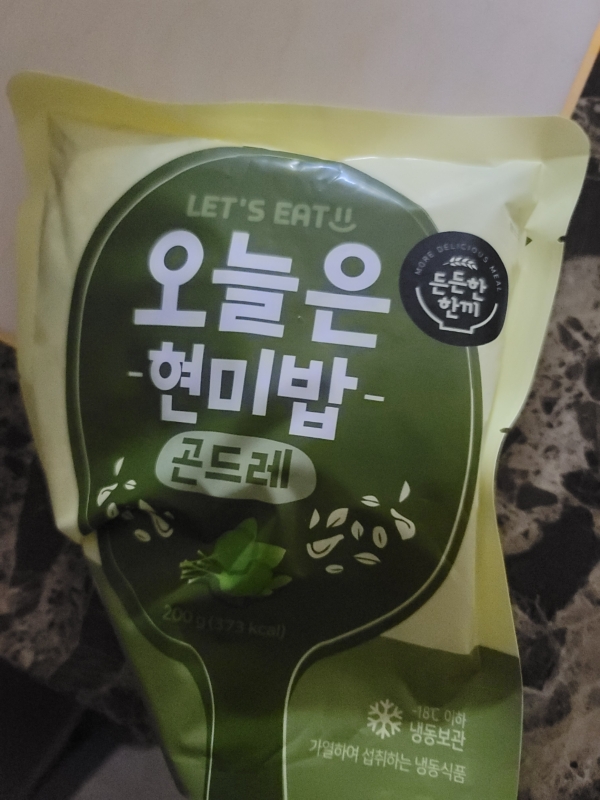 LET'S EAT
오늘은
MORE DELICIOUS MEAL
든든한
한끼
-현미밥-
곤드레
200 g (373 kcal)
-18℃ 이하
냉동보관
가열하여 섭취하는 냉동식품